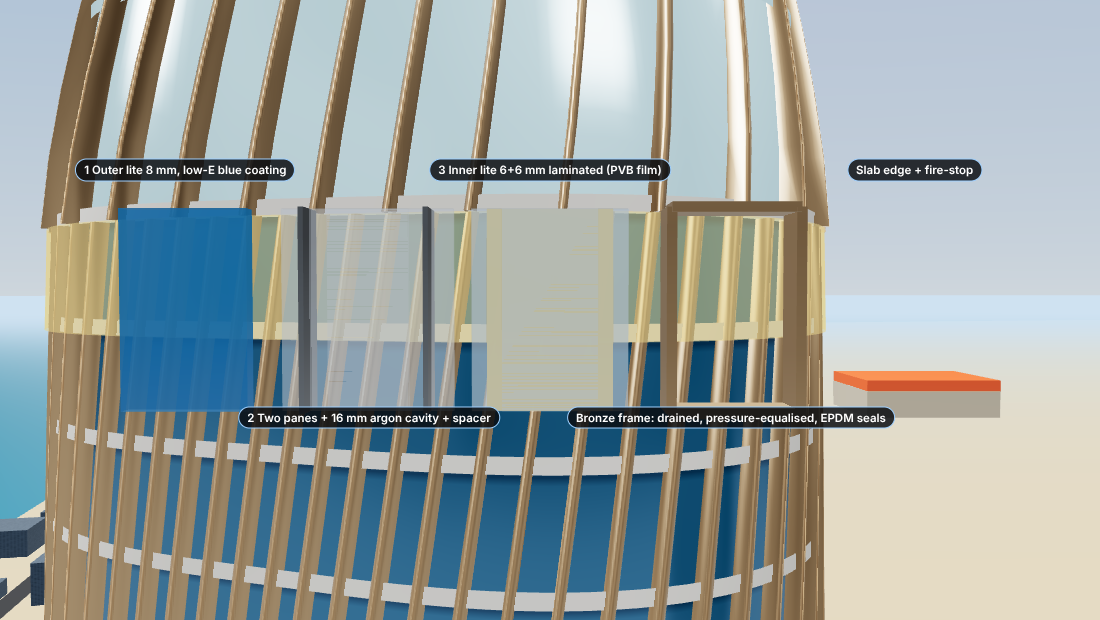 1 Outer lite 8 mm, low-E blue coating
3 Inner lite 6+6 mm laminated (PVB film)
Slab edge + fire-stop
2 Two panes + 16 mm argon cavity + spacer
Bronze frame: drained, pressure-equalised, EPDM seals